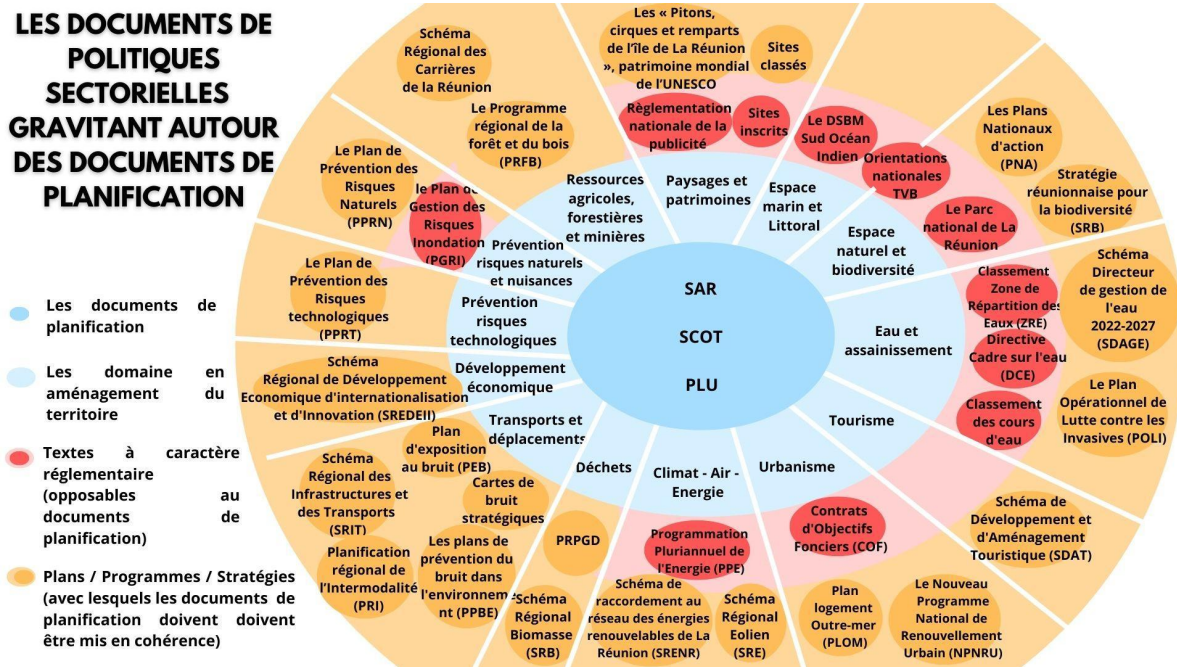 LES DOCUMENTS DE
POLITIQUES
SECTORIELLES
GRAVITANT AUTOUR
DES DOCUMENTS DE
PLANIFICATION
Les documents de
planification
Les domaine en
aménagement du
territoire
Textes à caractère
réglementaire
(opposables au
documents de
planification)
Plans / Programmes / Stratégies
(avec lesquels les documents de
planification doivent doivent
être mis en cohérence)
SAR
SCOT
PLU
Ressources
agricoles,
forestières
et minières
Paysages et
patrimoines
Espace
marin et
Littoral
Espace
naturel et
biodiversité
Eau et
assainissement
Tourisme
Urbanisme
Climat - Air -
Energie
Déchets
Transports et
déplacements
Développement
économique
Prévention
risques
technologiques
Prévention
risques naturels
et nuisances
Schéma
Régional des
Carrières
de la Réunion
Le Programme
régional de la
forêt et du bois
(PRFB)
Les « Pitons,
cirques et remparts
de l’île de La Réunion
», patrimoine mondial
de l’UNESCO
Sites
classés
Règlementation
nationale de la
publicité
Sites
inscrits
Le DSBM
Sud Océan
Indien
Orientations
nationales
TVB
Le Parc
national de La
Réunion
Les Plans
Nationaux
d'action
(PNA)
Stratégie
réunionnaise pour
la biodiversité
(SRB)
Classement
Zone de
Répartition des
Eaux (ZRE)
Directive
Cadre sur l'eau
(DCE)
Classement
des cours
d'eau
Schéma
Directeur
de gestion de
l'eau
2022-2027
(SDAGE)
Le Plan
Opérationnel de
Lutte contre les
Invasives (POLI)
Schéma de
Développement et
d'Aménagement
Touristique (SDAT)
Contrats
d'Objectifs
Fonciers (COF)
Plan
logement
Outre-mer
(PLOM)
Le Nouveau
Programme
National de
Renouvellement
Urbain (NPNRU)
Programmation
Pluriannuel de
l'Energie (PPE)
Schéma
Régional
Biomasse
(SRB)
Schéma de
raccordement au
réseau des énergies
renouvelables de La
Réunion (SRENR)
Schéma
Régional
Eolien
(SRE)
PRPGD
Plan
d'exposition
au bruit (PEB)
Cartes de
bruit
stratégiques
Les plans de
prévention du
bruit dans
l'environneme
nt (PPBE)
Schéma
Régional des
Infrastructures et
des Transports (SRIT)
Planification
régionale de
l’Intermodalité
(PRI)
Schéma
Régional de Développement
Economique d'internationalisation
et d'Innovation (SREDEII)
Le Plan de
Prévention des
Risques
technologiques
(PPRT)
Le Plan de
Prévention des
Risques
Naturels
(PPRN)
le Plan de
Gestion des
Risques
Inondation
(PGRI)